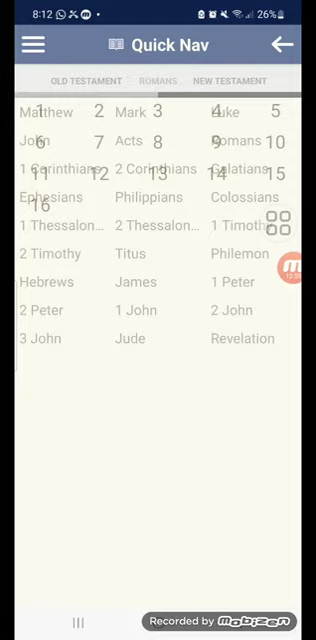 8:12 26%
Quick Nav
OLD TESTAMENT ROMANS NEW TESTAMENT
Matthew Mark Luke
1 2 3 4 5
John Acts Romans
6 7 8 9 10
1 Corinthians 2 Corinthians Galatians
11 12 13 14 15
Ephesians Philippians Colossians
16
1 Thessalon... 2 Thessalon... 1 Timothy
2 Timothy Titus Philemon
Hebrews James 1 Peter
2 Peter 1 John 2 John
3 John Jude Revelation
Recorded by mobizen